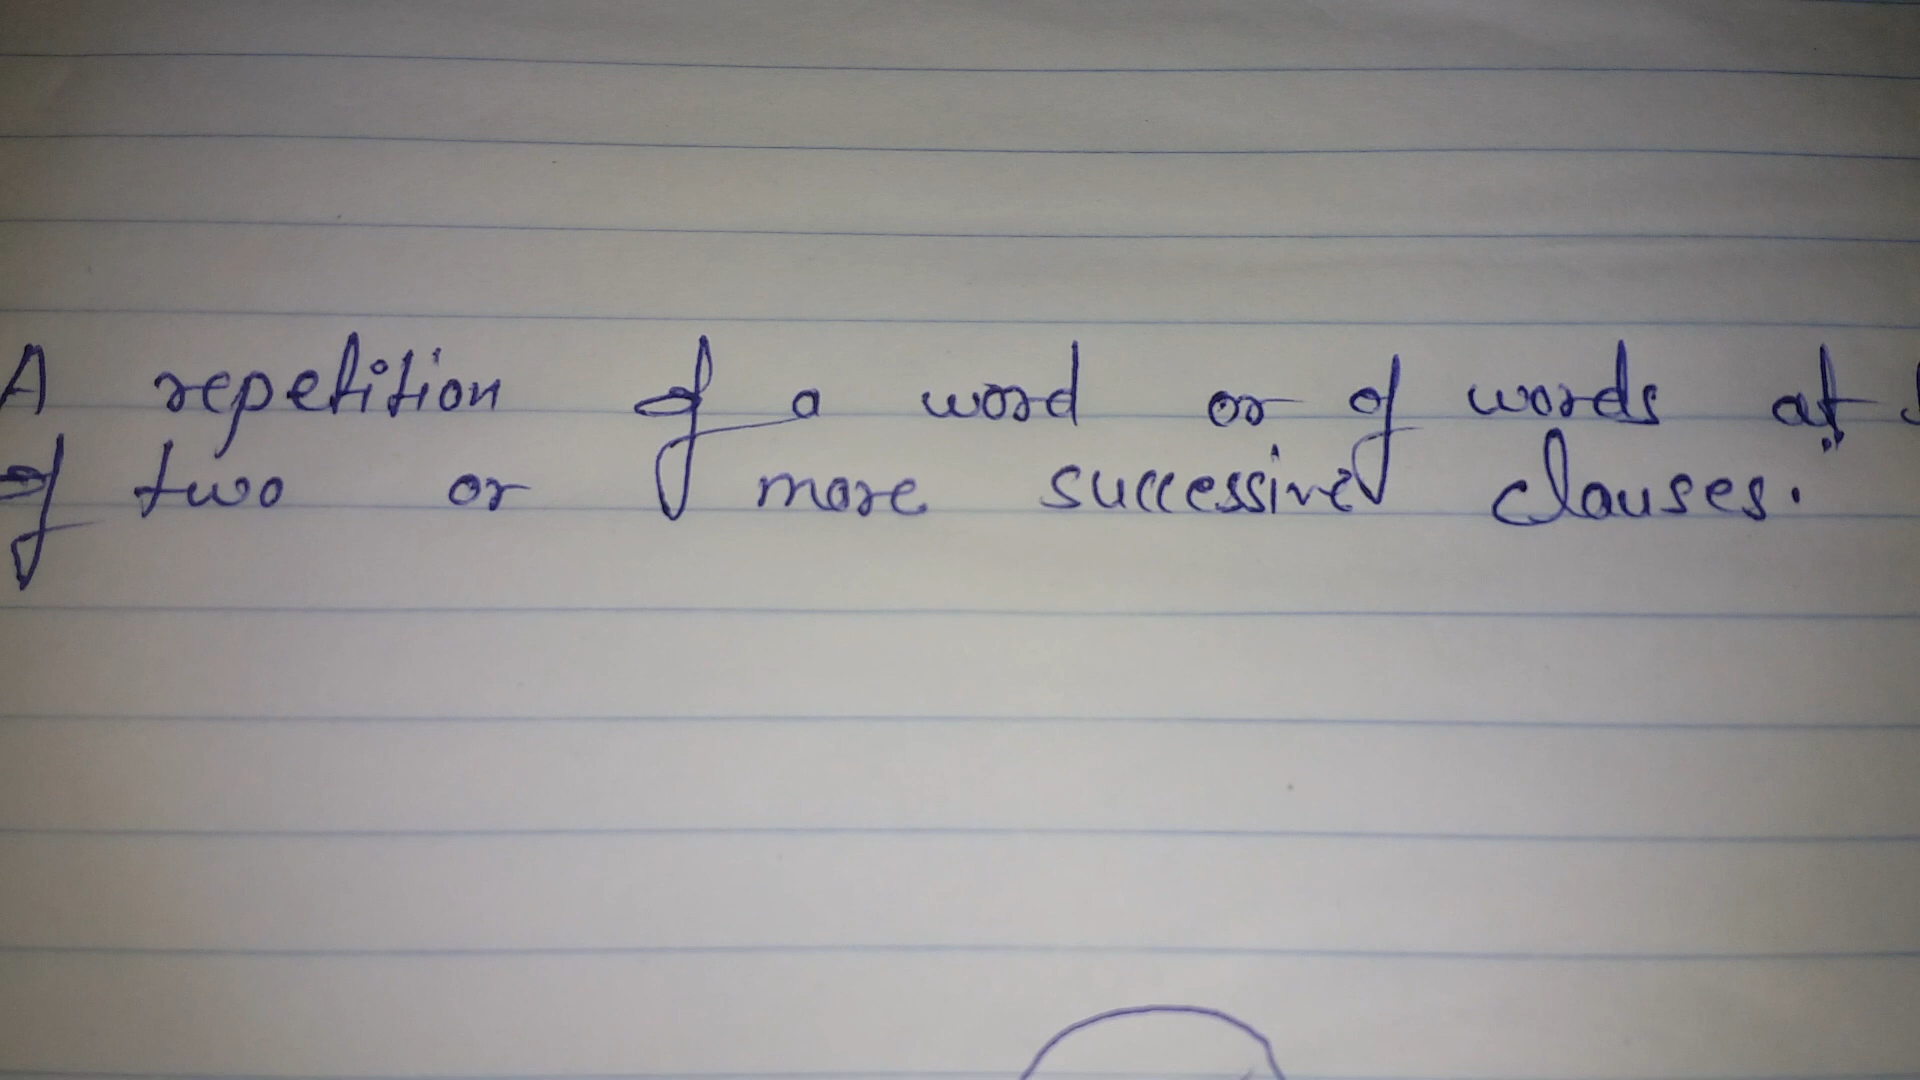 A repetition of a word or of words at
of two or more successive clauses."